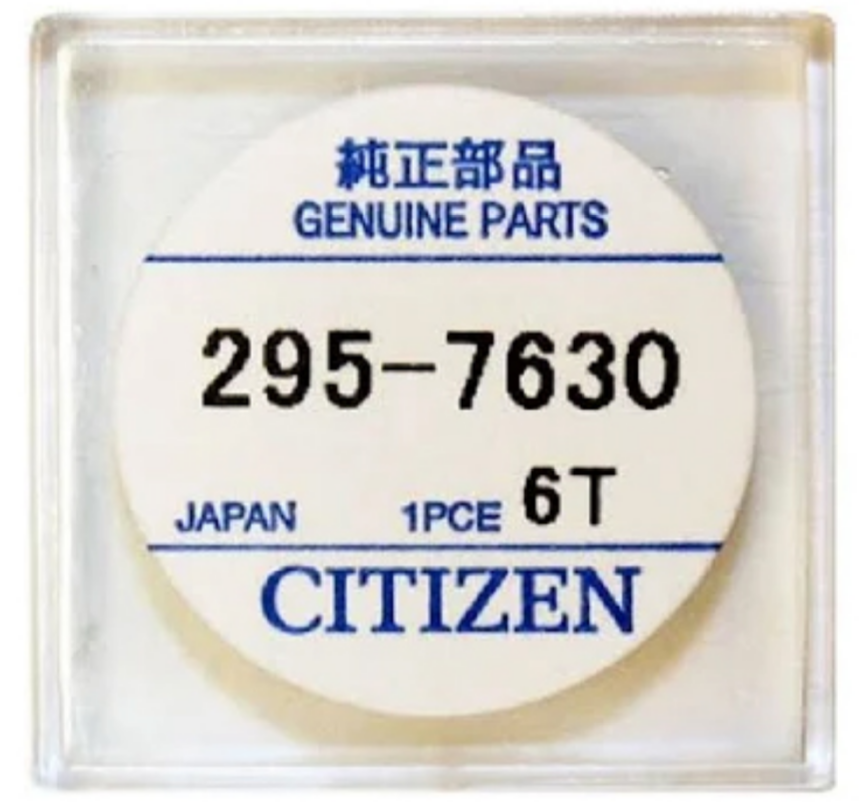 純正部品
GENUINE PARTS
295-7630
JAPAN 1PCE 6T
CITIZEN